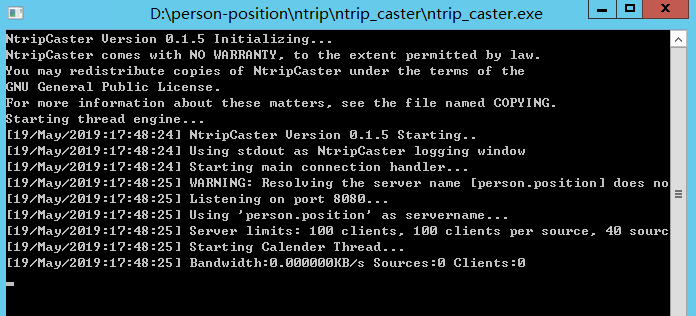 D:\person-position\ntrip\ntrip_caster\ntrip_caster.exe
NtripCaster Version 0.1.5 Initializing...
NtripCaster comes with NO WARRANTY, to the extent permitted by law.
You may redistribute copies of NtripCaster under the terms of the
GNU General Public License.
For more information about these matters, see the file named COPYING.
Starting thread engine...
[19/May/2019:17:48:24] NtripCaster Version 0.1.5 Starting..
[19/May/2019:17:48:24] Using stdout as NtripCaster logging window
[19/May/2019:17:48:24] Starting main connection handler...
[19/May/2019:17:48:25] WARNING: Resolving the server name [person.position] does no
[19/May/2019:17:48:25] Listening on port 8080...
[19/May/2019:17:48:25] Using 'person.position' as servername...
[19/May/2019:17:48:25] Server limits: 100 clients, 100 clients per source, 40 sourc
[19/May/2019:17:48:25] Starting Calender Thread...
[19/May/2019:17:48:25] Bandwidth:0.000000KB/s Sources:0 Clients:0